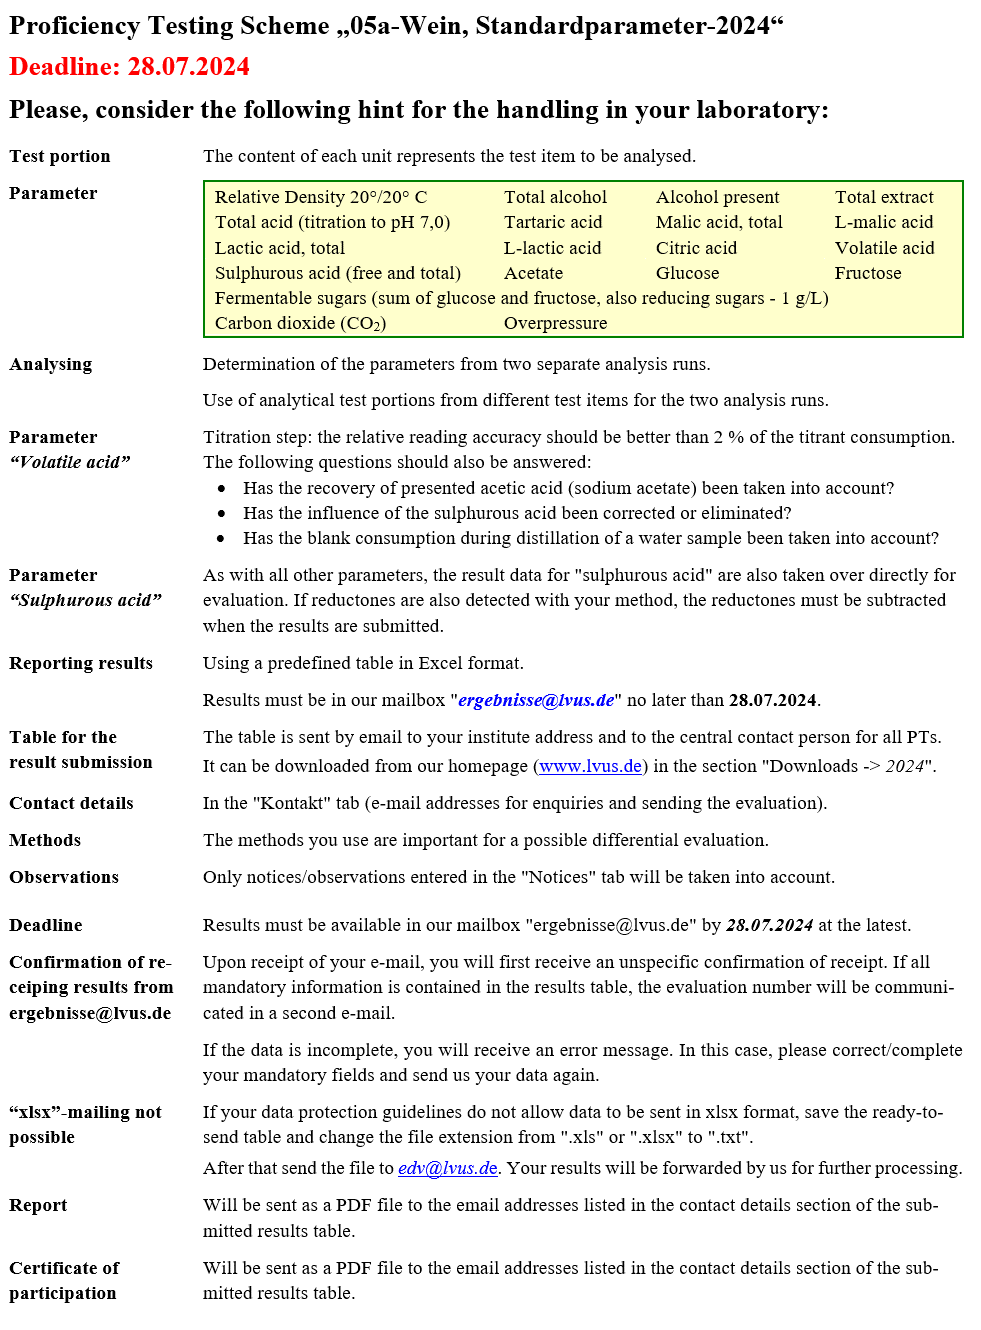 Proficiency Testing Scheme „05a-Wein, Standardparameter-2024“
Deadline: 28.07.2024
Please, consider the following hint for the handling in your laboratory:
Test portion The content of each unit represents the test item to be analysed.
Parameter Relative Density 20°/20° C Total alcohol Alcohol present Total extract
Total acid (titration to pH 7,0) Tartaric acid Malic acid, total L-malic acid
Lactic acid, total L-lactic acid Citric acid Volatile acid
Sulphurous acid (free and total) Acetate Glucose Fructose
Fermentable sugars (sum of glucose and fructose, also reducing sugars - 1 g/L)
Carbon dioxide (CO₂) Overpressure
Analysing Determination of the parameters from two separate analysis runs.
Use of analytical test portions from different test items for the two analysis runs.
Parameter Titration step: the relative reading accuracy should be better than 2 % of the titrant consumption.
“Volatile acid” The following questions should also be answered:
• Has the recovery of presented acetic acid (sodium acetate) been taken into account?
• Has the influence of the sulphurous acid been corrected or eliminated?
• Has the blank consumption during distillation of a water sample been taken into account?
Parameter As with all other parameters, the result data for "sulphurous acid" are also taken over directly for
“Sulphurous acid” evaluation. If reductones are also detected with your method, the reductones must be subtracted
when the results are submitted.
Reporting results Using a predefined table in Excel format.
Results must be in our mailbox "ergebnisse@lvus.de" no later than 28.07.2024.
Table for the The table is sent by email to your institute address and to the central contact person for all PTs.
result submission It can be downloaded from our homepage (www.lvus.de) in the section "Downloads -> 2024".
Contact details In the "Kontakt" tab (e-mail addresses for enquiries and sending the evaluation).
Methods The methods you use are important for a possible differential evaluation.
Observations Only notices/observations entered in the "Notices" tab will be taken into account.
Deadline Results must be available in our mailbox "ergebnisse@lvus.de" by 28.07.2024 at the latest.
Confirmation of re- Upon receipt of your e-mail, you will first receive an unspecific confirmation of receipt. If all
ceiping results from mandatory information is contained in the results table, the evaluation number will be communi-
ergebnisse@lvus.de cated in a second e-mail.
If the data is incomplete, you will receive an error message. In this case, please correct/complete
your mandatory fields and send us your data again.
“xlsx”-mailing not If your data protection guidelines do not allow data to be sent in xlsx format, save the ready-to-
possible send table and change the file extension from ".xls" or ".xlsx" to ".txt".
After that send the file to edv@lvus.de. Your results will be forwarded by us for further processing.
Report Will be sent as a PDF file to the email addresses listed in the contact details section of the sub-
mitted results table.
Certificate of Will be sent as a PDF file to the email addresses listed in the contact details section of the sub-
participation mitted results table.